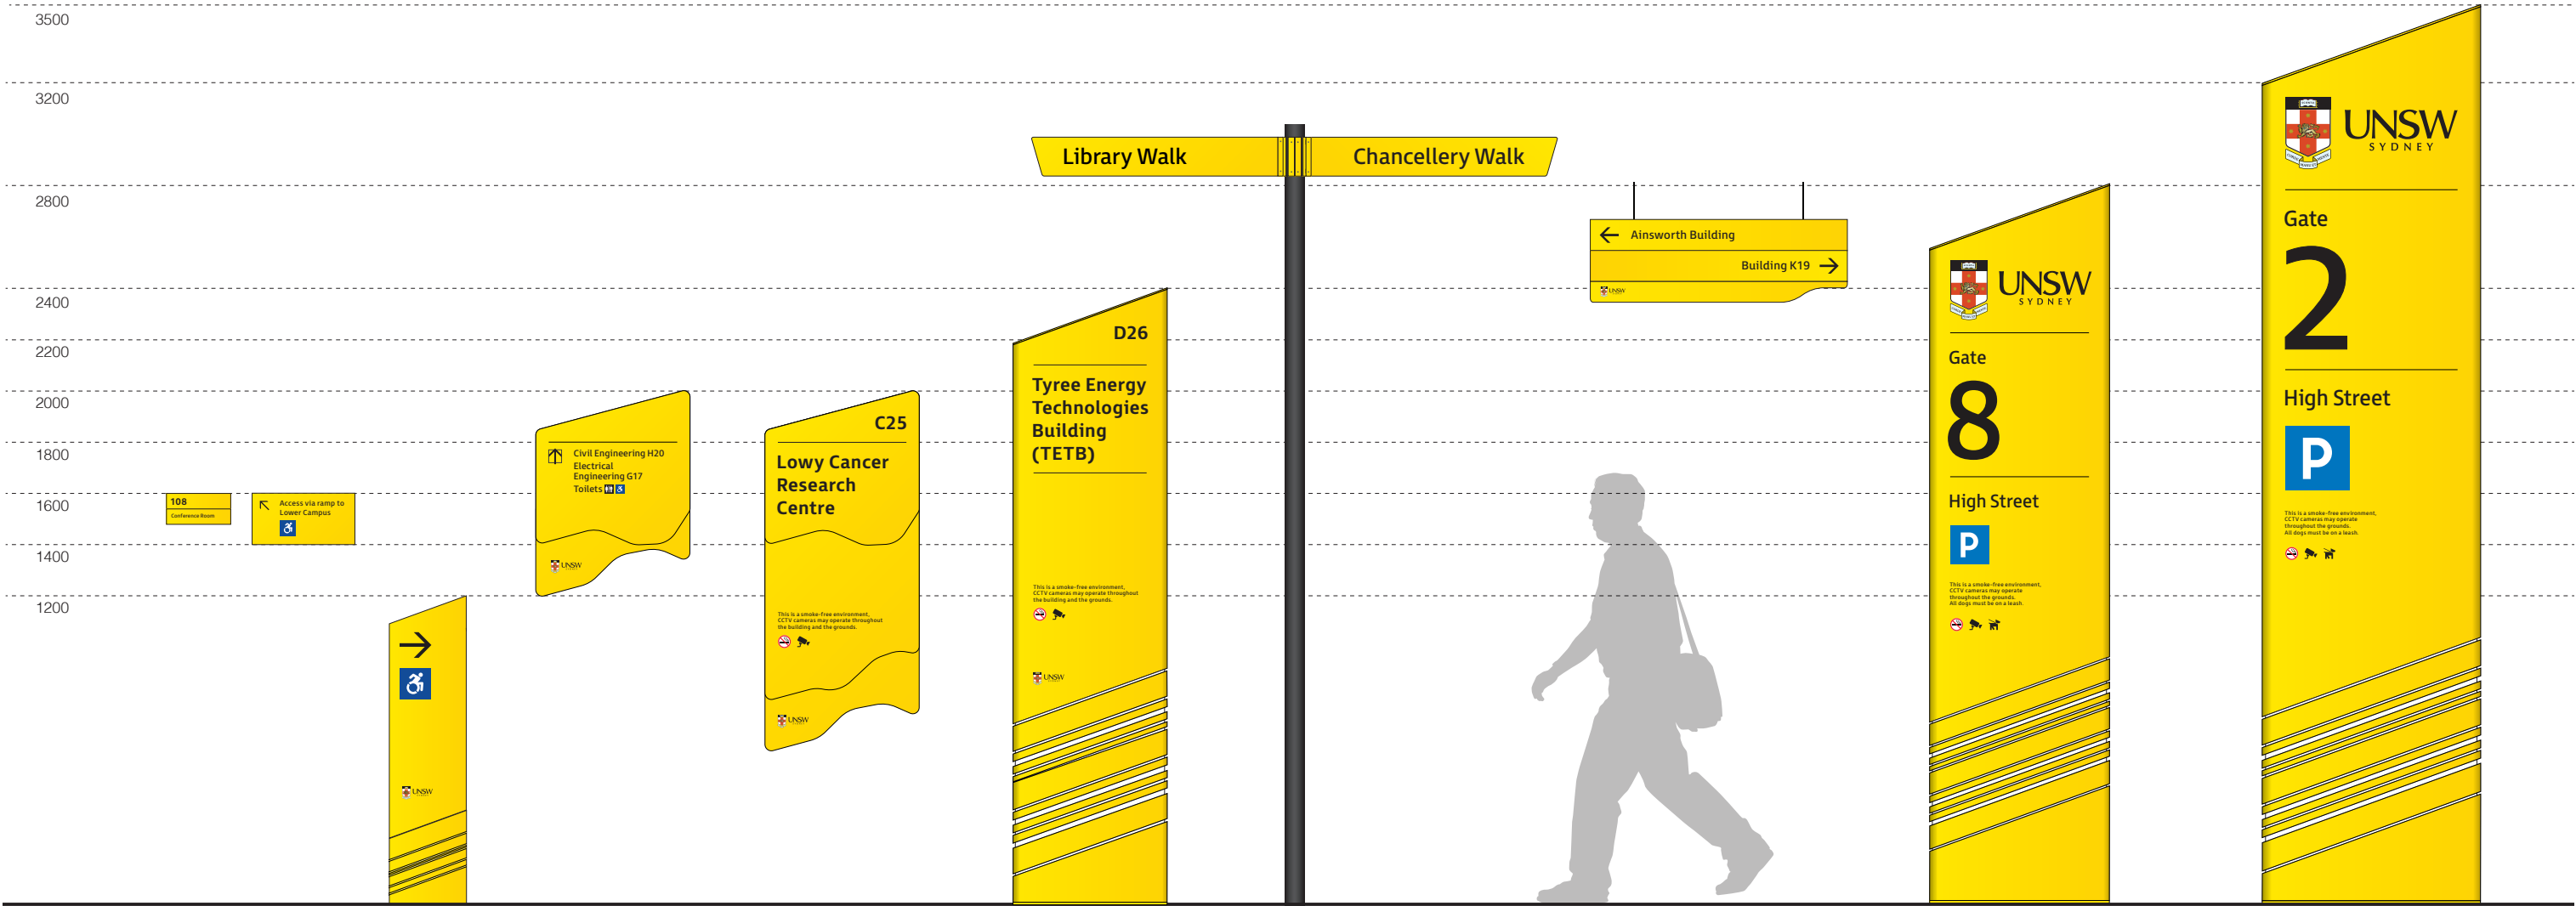 3500
3200
2800
2400
2200
2000
1800
1600
1400
1200
108
Conference Room
Access via ramp to
Lower Campus
UNSW
Civil Engineering H20
Electrical
Engineering G17
Toilets
UNSW
C25
Lowy Cancer
Research
Centre
This is a smoke-free environment,
CCTV cameras may operate throughout
the building and the grounds.
UNSW
D26
Tyree Energy
Technologies
Building
(TETB)
This is a smoke-free environment,
CCTV cameras may operate throughout
the building and the grounds.
UNSW
Library Walk
Chancellery Walk
Ainsworth Building
Building K19
UNSW
UNSW
SYDNEY
Gate
8
High Street
P
This is a smoke-free environment,
CCTV cameras may operate
throughout the grounds.
All dogs must be on a leash.
UNSW
SYDNEY
Gate
2
High Street
P
This is a smoke-free environment,
CCTV cameras may operate
throughout the grounds.
All dogs must be on a leash.